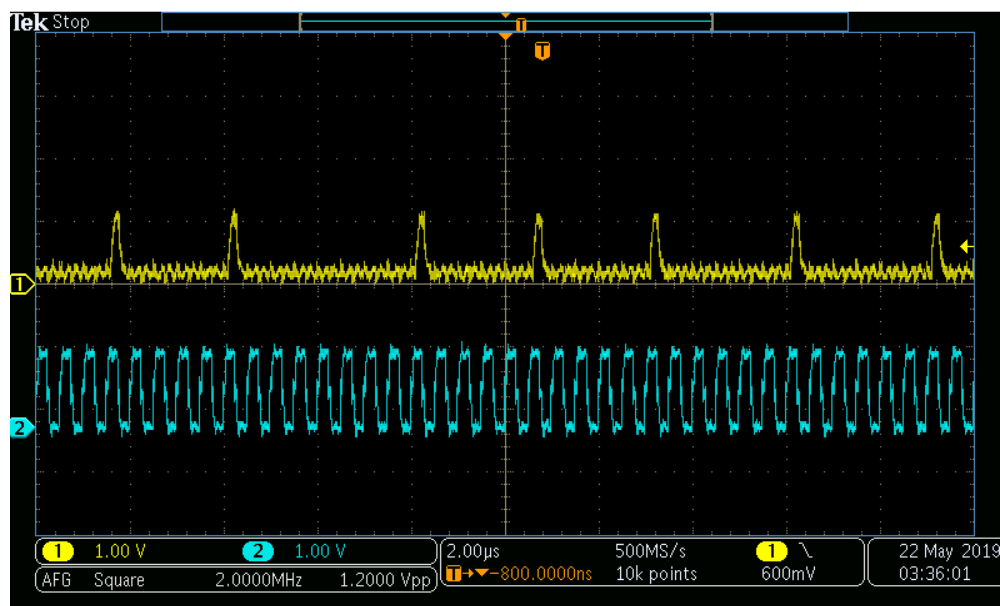 Tek Stop
T
T
1
2
1 1.00 V 2 1.00 V
AFG Square 2.0000MHz 1.2000 Vpp
2.00µs 500MS/s 1 \ 
T→▼−800.0000ns 10k points 600mV
22 May 2019
03:36:01